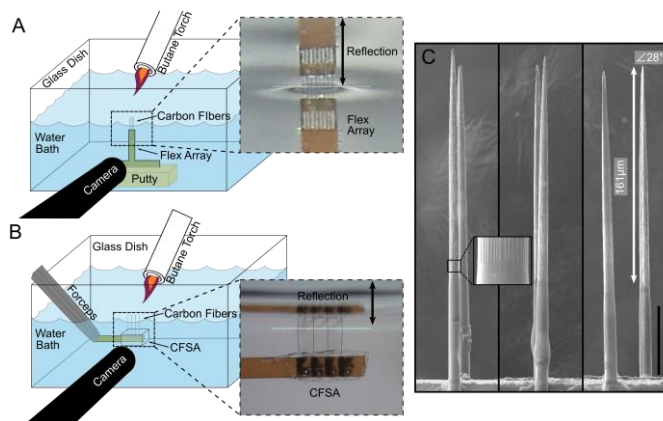 A
Glass Dish
Butane Torch
Carbon FIbers
Water
Bath
Flex Array
Camera
Putty
Reflection
Flex
Array
B
Glass Dish
Butane Torch
Forceps
Carbon Fibers
Water
Bath
CFSA
Camera
Reflection
CFSA
C
∠28°
161µm